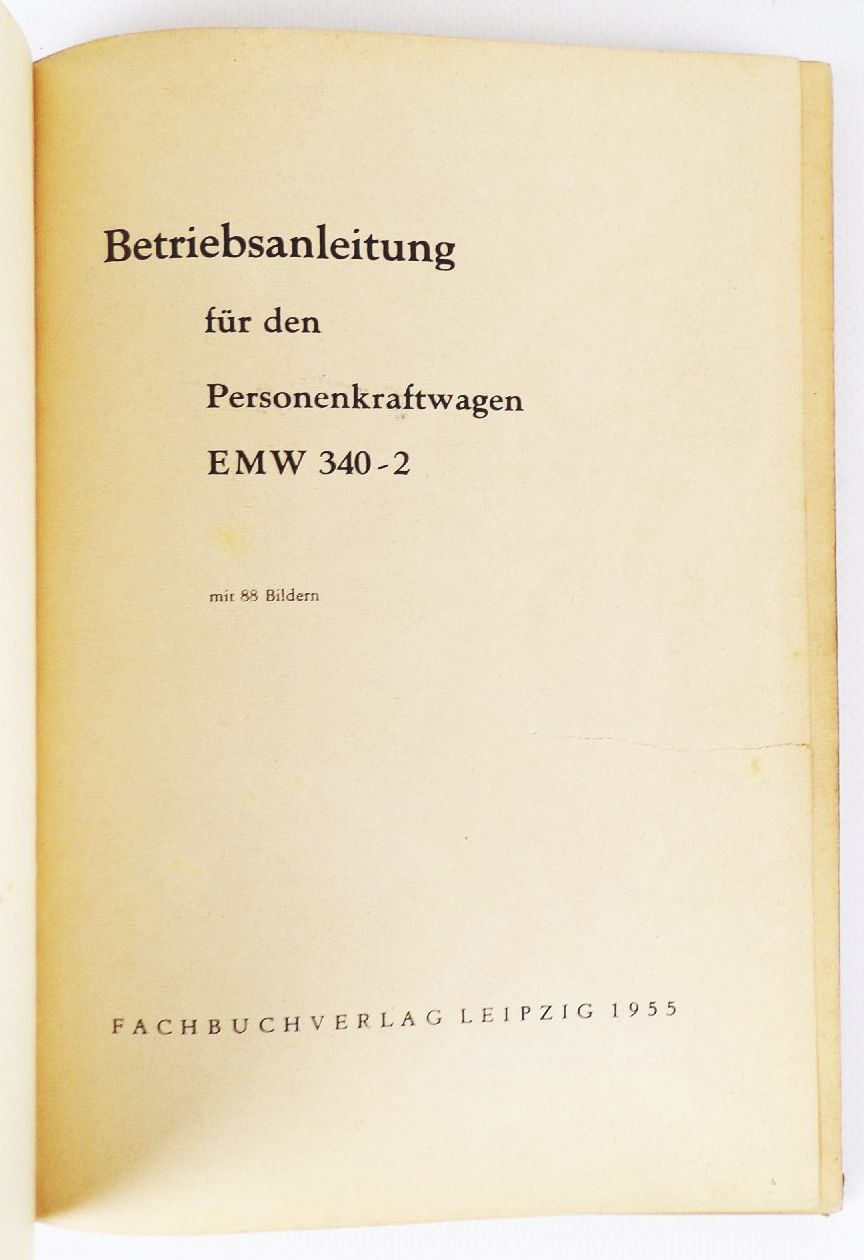 Betriebsanleitung
für den
Personenkraftwagen
EMW 340-2
mit 88 Bildern
FACHBUCHVERLAG LEIPZIG 1955